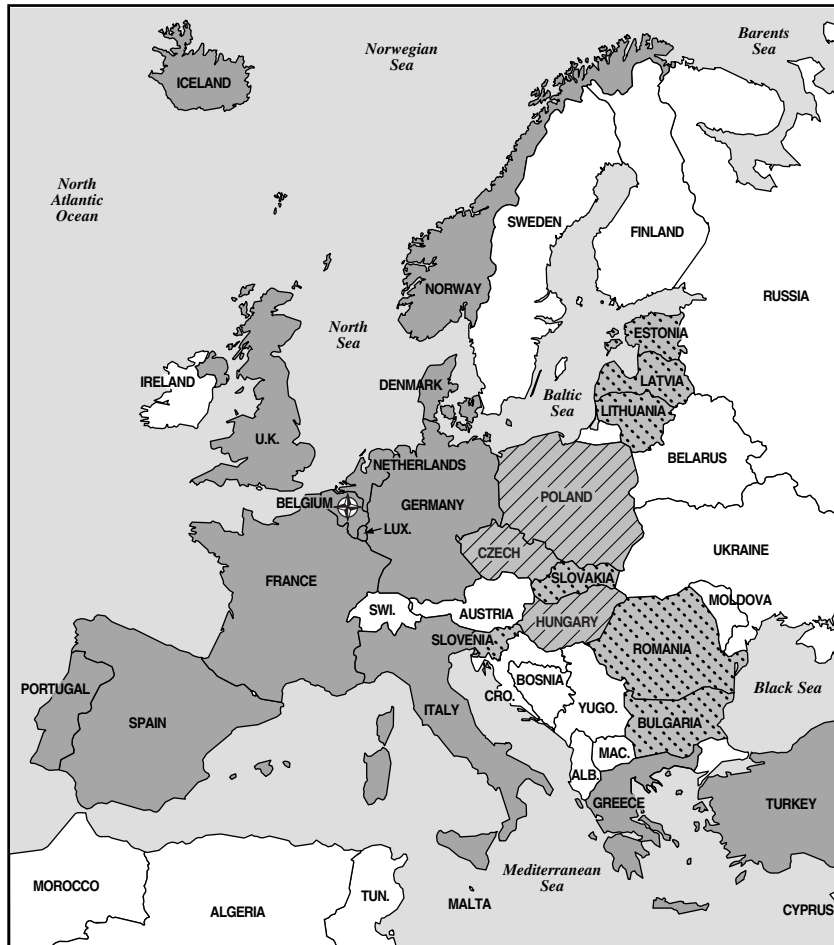 Norwegian
Sea
Barents
Sea
ICELAND
North
Atlantic
Ocean
SWEDEN
FINLAND
NORWAY
RUSSIA
North
Sea
ESTONIA
IRELAND
DENMARK
LATVIA
Baltic
Sea
LITHUANIA
U.K.
BELARUS
NETHERLANDS
POLAND
BELGIUM
GERMANY
LUX.
CZECH
UKRAINE
SLOVAKIA
FRANCE
MOLDOVA
SWI.
AUSTRIA
HUNGARY
SLOVENIA
ROMANIA
BOSNIA
PORTUGAL
CRO.
Black Sea
SPAIN
ITALY
YUGO.
BULGARIA
MAC.
ALB.
GREECE
TURKEY
Mediterranean
Sea
MOROCCO
TUN.
MALTA
ALGERIA
CYPRUS